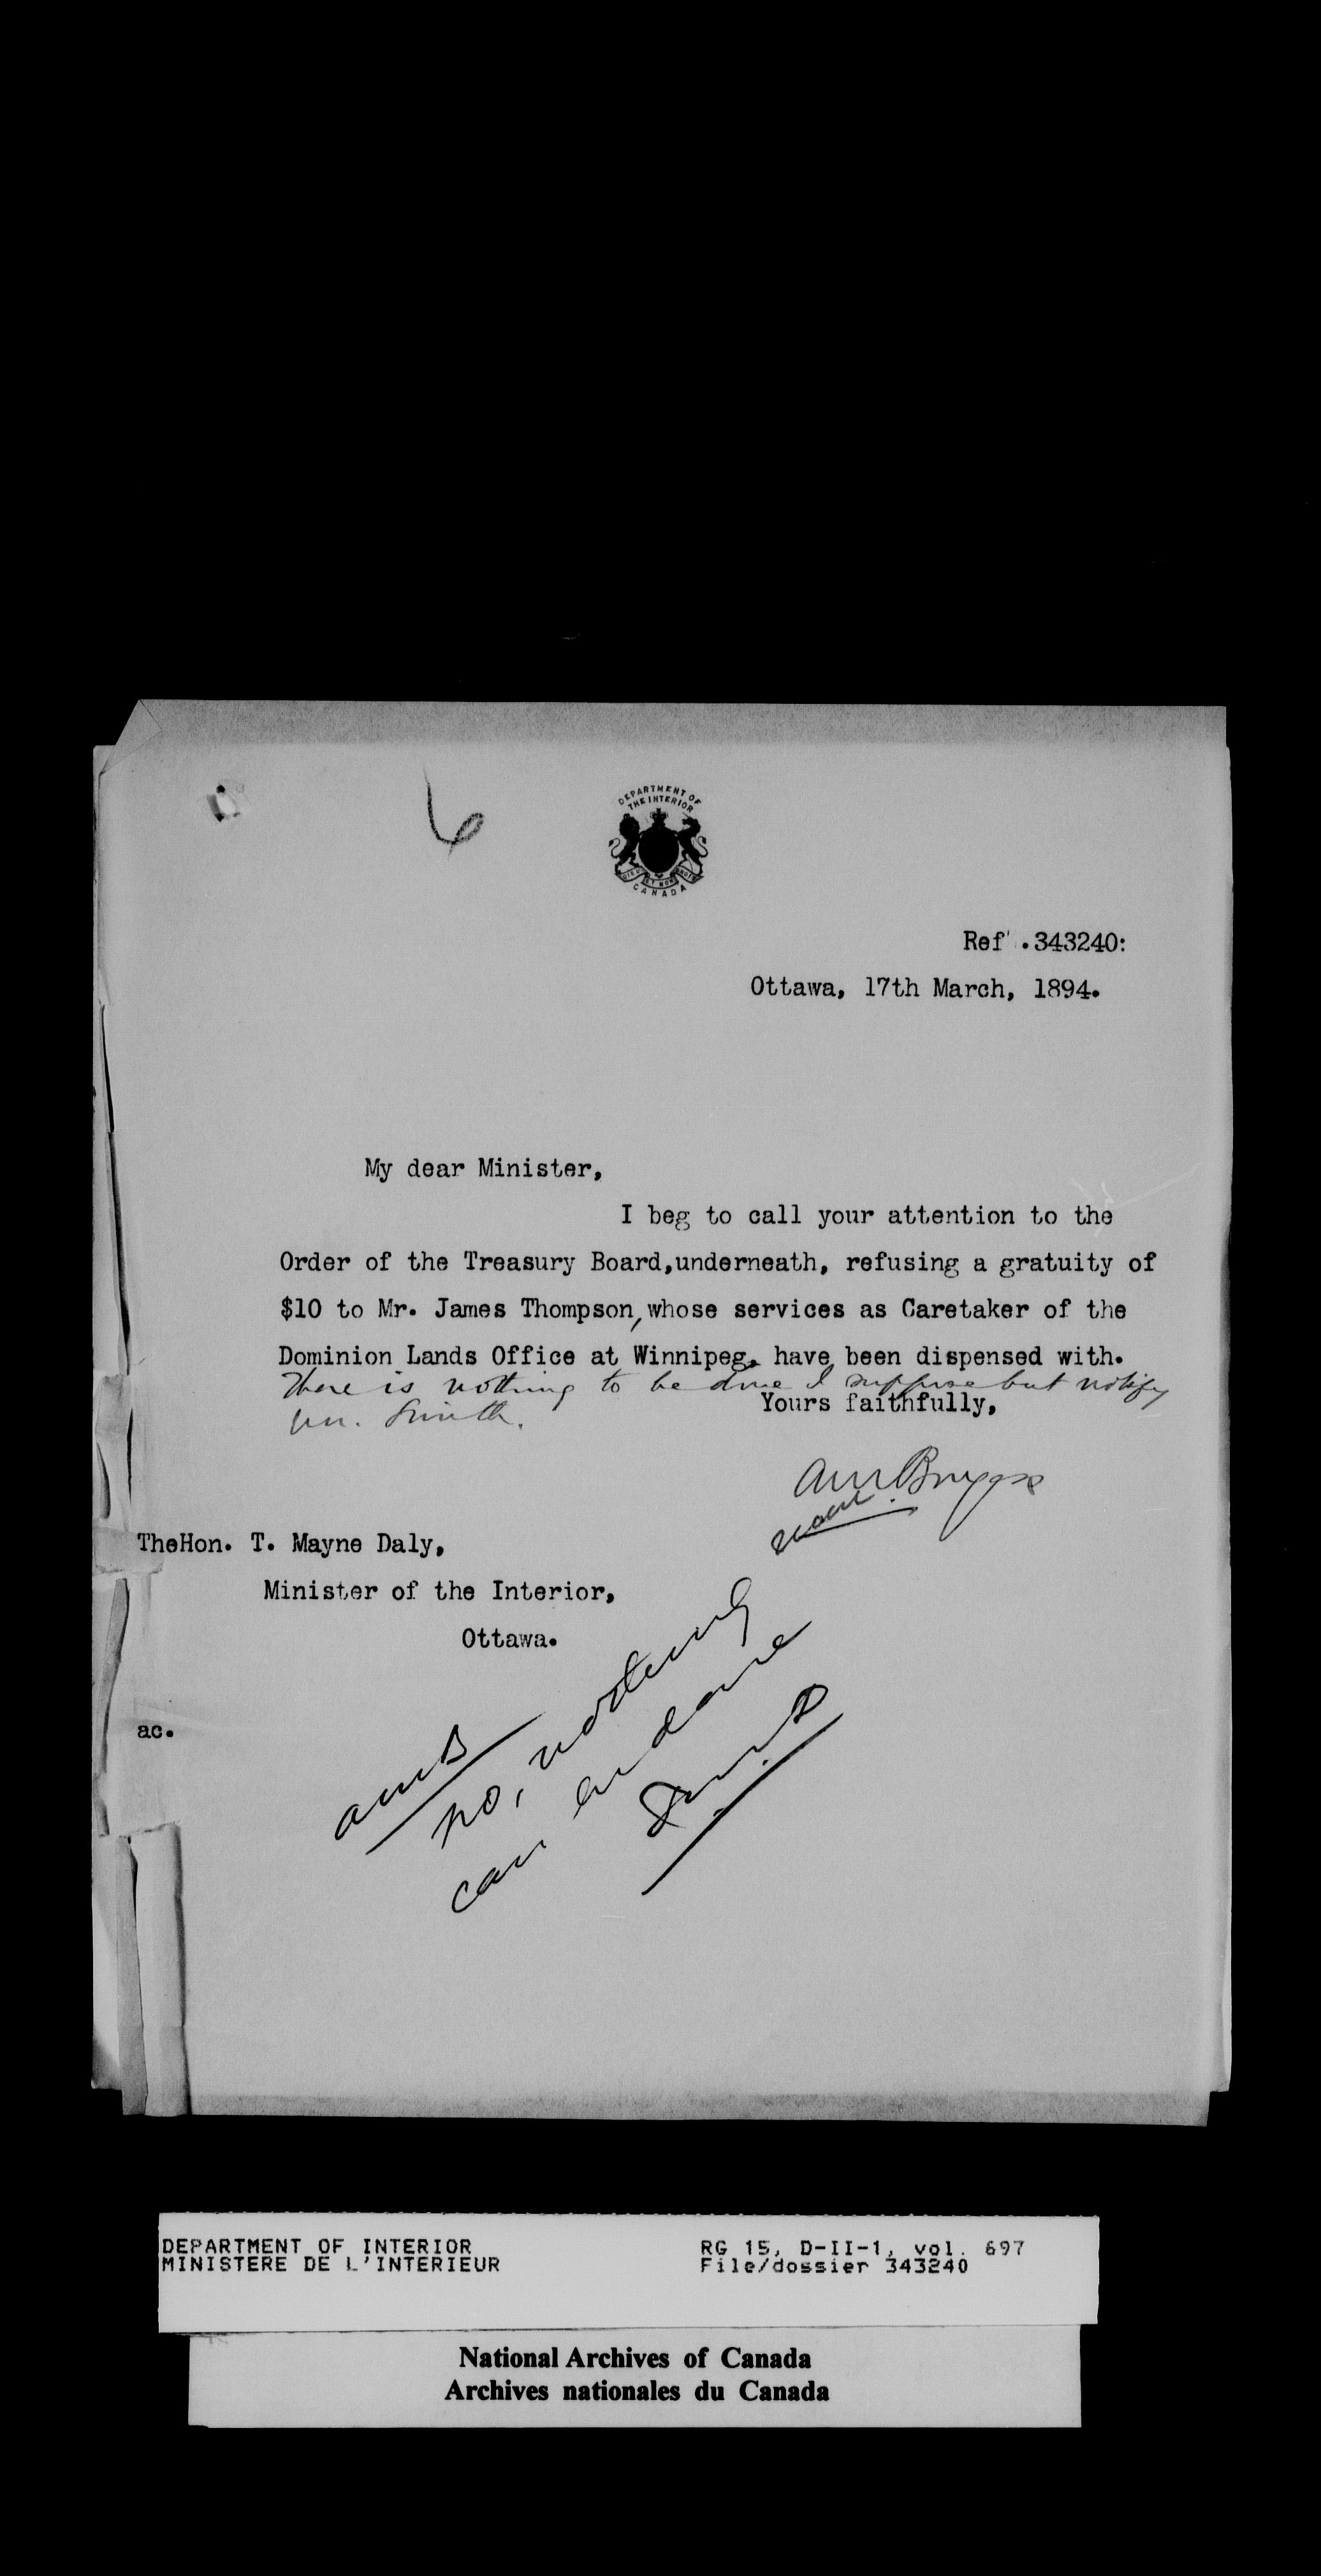 6
DEPARTMENT OF
THE INTERIOR
CANADA
Ref'.343240:
Ottawa, 17th March, 1894.
My dear Minister,
I beg to call your attention to the
Order of the Treasury Board,underneath, refusing a gratuity of
$10 to Mr. James Thompson, whose services as Caretaker of the
Dominion Lands Office at Winnipeg, have been dispensed with.
There is nothing to be done I suppose but notify
Mr. Smith.
Yours faithfully,
TheHon. T. Mayne Daly,
Minister of the Interior,
Ottawa.
ac.
AMB
no, nothing
can be done
DEPARTMENT OF INTERIOR
MINISTERE DE L'INTERIEUR
RG 15, D-II-1, vol. 697
File/dossier 343240
National Archives of Canada
Archives nationales du Canada